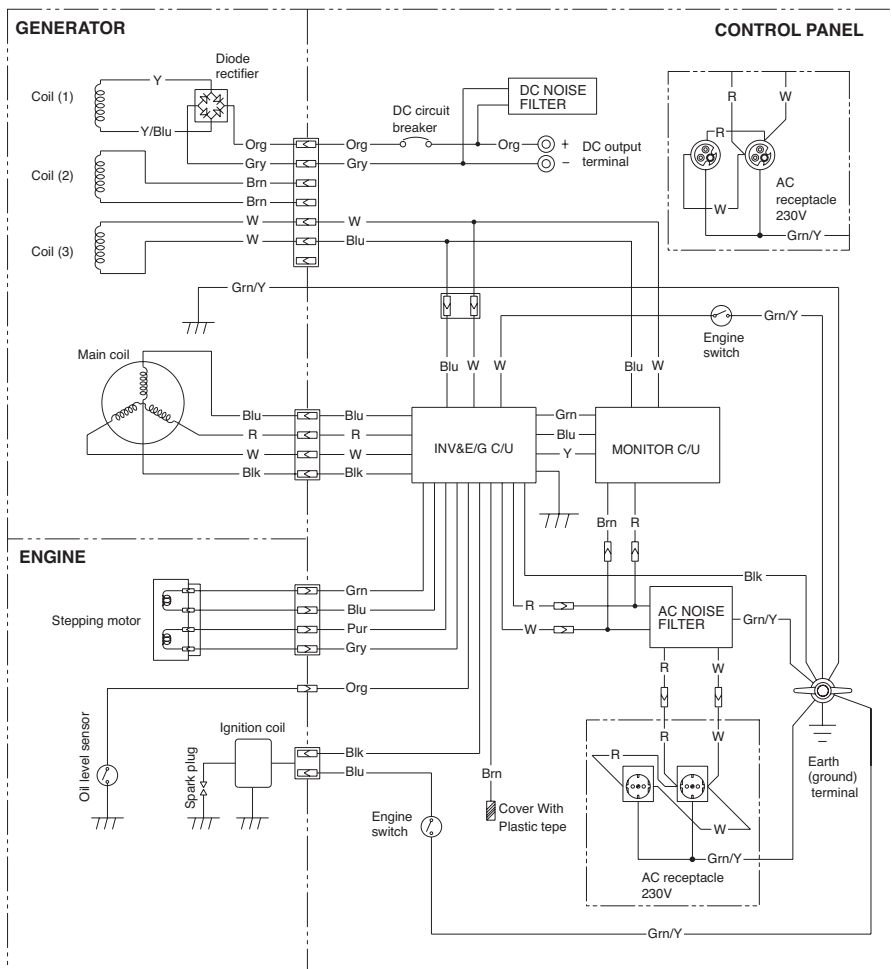 GENERATOR
CONTROL PANEL
Coil (1)
Y
Y/Blu
Diode
rectifier
Org
Gry
Brn
Brn
W
W
Coil (2)
Coil (3)
Org
Gry
W
Blu
DC circuit
breaker
DC NOISE
FILTER
Org
+
−
DC output
terminal
R
W
R
W
AC
receptacle
230V
Grn/Y
Grn/Y
Engine
switch
Grn/Y
Blu
W
W
Blu
W
Main coil
Blu
R
W
Blk
Blu
R
W
Blk
INV&E/G C/U
Grn
Blu
Y
MONITOR C/U
Brn
R
Blk
ENGINE
Stepping motor
Grn
Blu
Pur
Gry
Org
R
W
AC NOISE
FILTER
Grn/Y
R
W
Oil level sensor
Spark plug
Ignition coil
Blk
Blu
Engine
switch
Brn
Cover With
Plastic tepe
R
W
R
W
Grn/Y
AC receptacle
230V
Earth
(ground)
terminal
Grn/Y